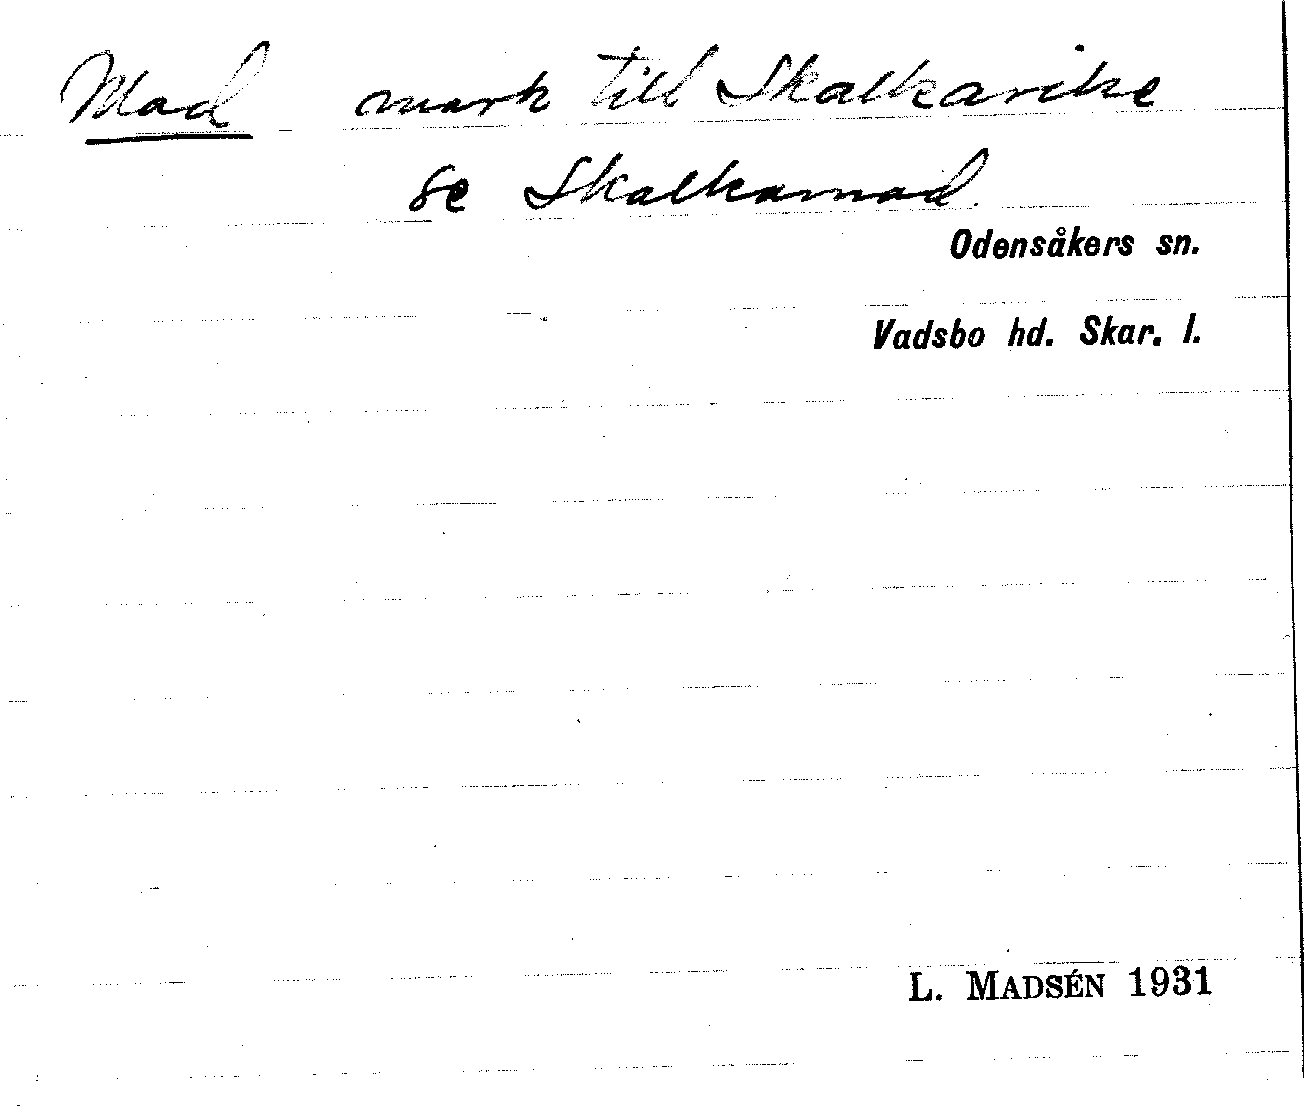 Mad mark till Skalkarike
se Skalkamad.
Odensåkers sn.
Vadsbo hd. Skar. l.
L. MADSÉN 1931